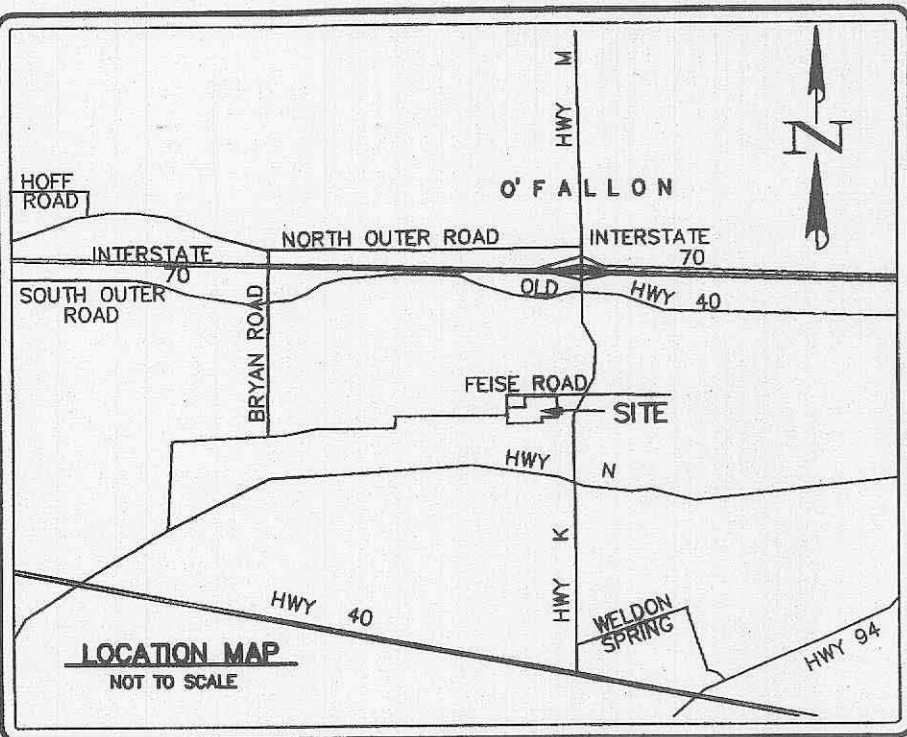 HWY M
N
O'FALLON
HOFF
ROAD
NORTH OUTER ROAD
INTERSTATE
70
INTERSTATE
70
SOUTH OUTER
ROAD
OLD HWY 40
BRYAN ROAD
FEISE ROAD
SITE
HWY N
HWY K
HWY 40
WELDON
SPRING
HWY 94
LOCATION MAP
NOT TO SCALE